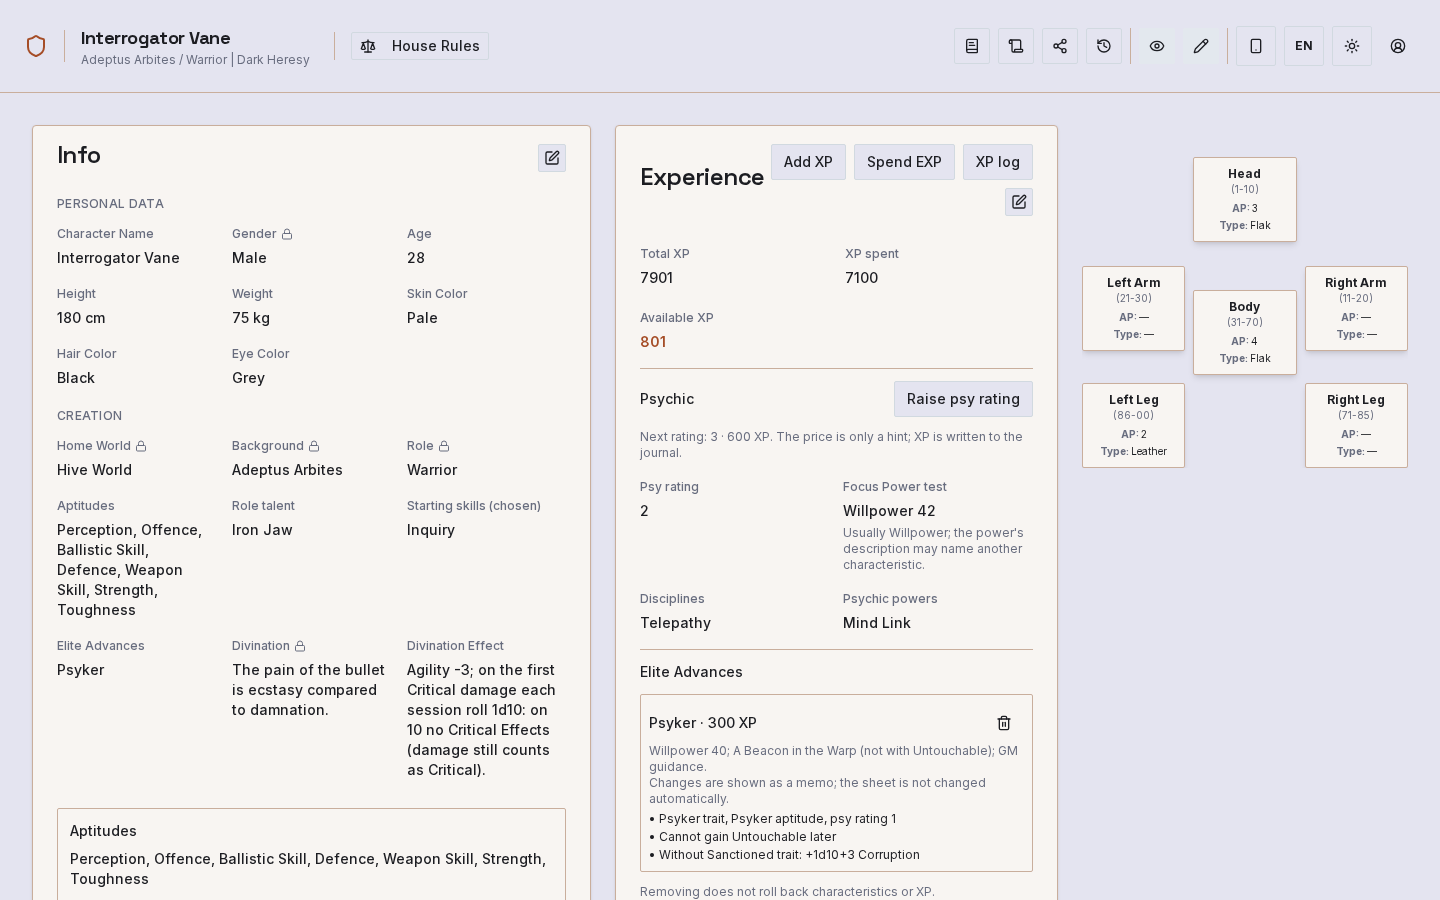 Interrogator Vane
Adeptus Arbites / Warrior | Dark Heresy
House Rules
EN
Info
PERSONAL DATA
Character Name
Gender
Age
Interrogator Vane
Male
28
Height
Weight
Skin Color
180 cm
75 kg
Pale
Hair Color
Eye Color
Black
Grey
CREATION
Home World
Background
Role
Hive World
Adeptus Arbites
Warrior
Aptitudes
Role talent
Starting skills (chosen)
Perception, Offence,
Ballistic Skill,
Defence, Weapon
Skill, Strength,
Toughness
Iron Jaw
Inquiry
Elite Advances
Divination
Divination Effect
Psyker
The pain of the bullet
is ecstasy compared
to damnation.
Agility -3; on the first
Critical damage each
session roll 1d10: on
10 no Critical Effects
(damage still counts
as Critical).
Aptitudes
Perception, Offence, Ballistic Skill, Defence, Weapon Skill, Strength,
Toughness
Experience
Add XP
Spend EXP
XP log
Total XP
XP spent
7901
7100
Available XP
801
Psychic
Raise psy rating
Next rating: 3 · 600 XP. The price is only a hint; XP is written to the
journal.
Psy rating
Focus Power test
2
Willpower 42
Usually Willpower; the power's
description may name another
characteristic.
Disciplines
Psychic powers
Telepathy
Mind Link
Elite Advances
Psyker · 300 XP
Willpower 40; A Beacon in the Warp (not with Untouchable); GM
guidance.
Changes are shown as a memo; the sheet is not changed
automatically.
• Psyker trait, Psyker aptitude, psy rating 1
• Cannot gain Untouchable later
• Without Sanctioned trait: +1d10+3 Corruption
Removing does not roll back characteristics or XP.
Head
(1-10)
AP: 3
Type: Flak
Left Arm
(21-30)
AP: —
Type: —
Body
(31-70)
AP: 4
Type: Flak
Right Arm
(11-20)
AP: —
Type: —
Left Leg
(86-00)
AP: 2
Type: Leather
Right Leg
(71-85)
AP: —
Type: —